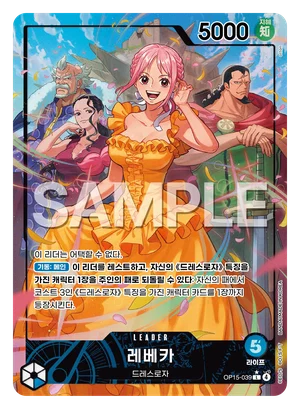 5000
지혜
知
SAMPLE
이 리더는 어택할 수 없다.
기동: 메인 이 리더를 레스트하고, 자신의 《드레스로자》 특징을
가진 캐릭터 1장을 주인의 패로 되돌릴 수 있다: 자신의 패에서
코스트 3인 《드레스로자》 특징을 가진 캐릭터 카드를 1장까지
등장시킨다.
LEADER
레베카
드레스로자
5
라이프
OP15-039 L